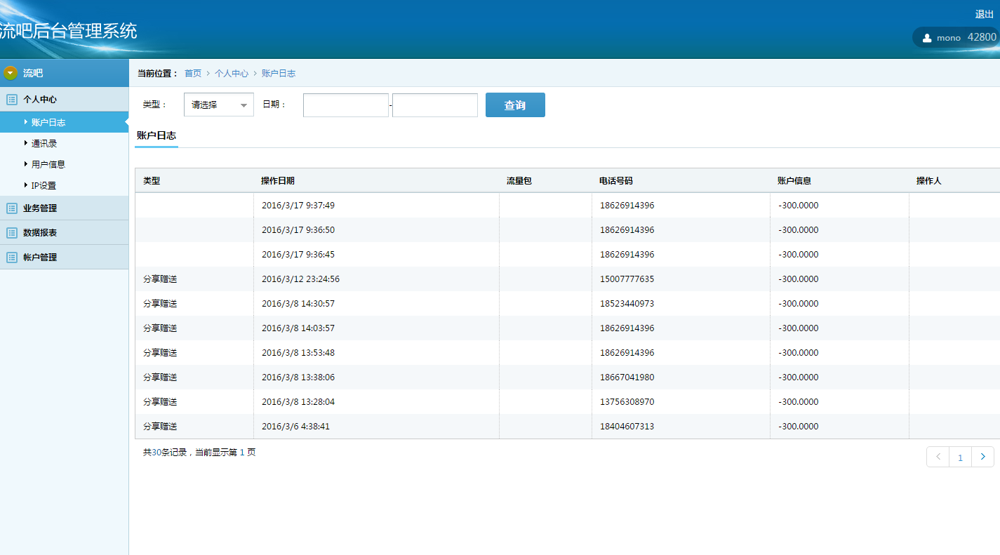 退出
流吧后台管理系统
mono 42800
流吧
当前位置： 首页 > 个人中心 > 账户日志
个人中心
类型： 请选择 日期： - 查询
账户日志
账户日志
通讯录
用户信息
IP设置
业务管理
数据报表
帐户管理
类型 操作日期 流量包 电话号码 账户信息 操作人
2016/3/17 9:37:49 18626914396 -300.0000
2016/3/17 9:36:50 18626914396 -300.0000
2016/3/17 9:36:45 18626914396 -300.0000
分享赠送 2016/3/12 23:24:56 15007777635 -300.0000
分享赠送 2016/3/8 14:30:57 18523440973 -300.0000
分享赠送 2016/3/8 14:03:57 18626914396 -300.0000
分享赠送 2016/3/8 13:53:48 18626914396 -300.0000
分享赠送 2016/3/8 13:38:06 18667041980 -300.0000
分享赠送 2016/3/8 13:28:04 13756308970 -300.0000
分享赠送 2016/3/6 4:38:41 18404607313 -300.0000
共30条记录，当前显示第 1 页
< 1 >